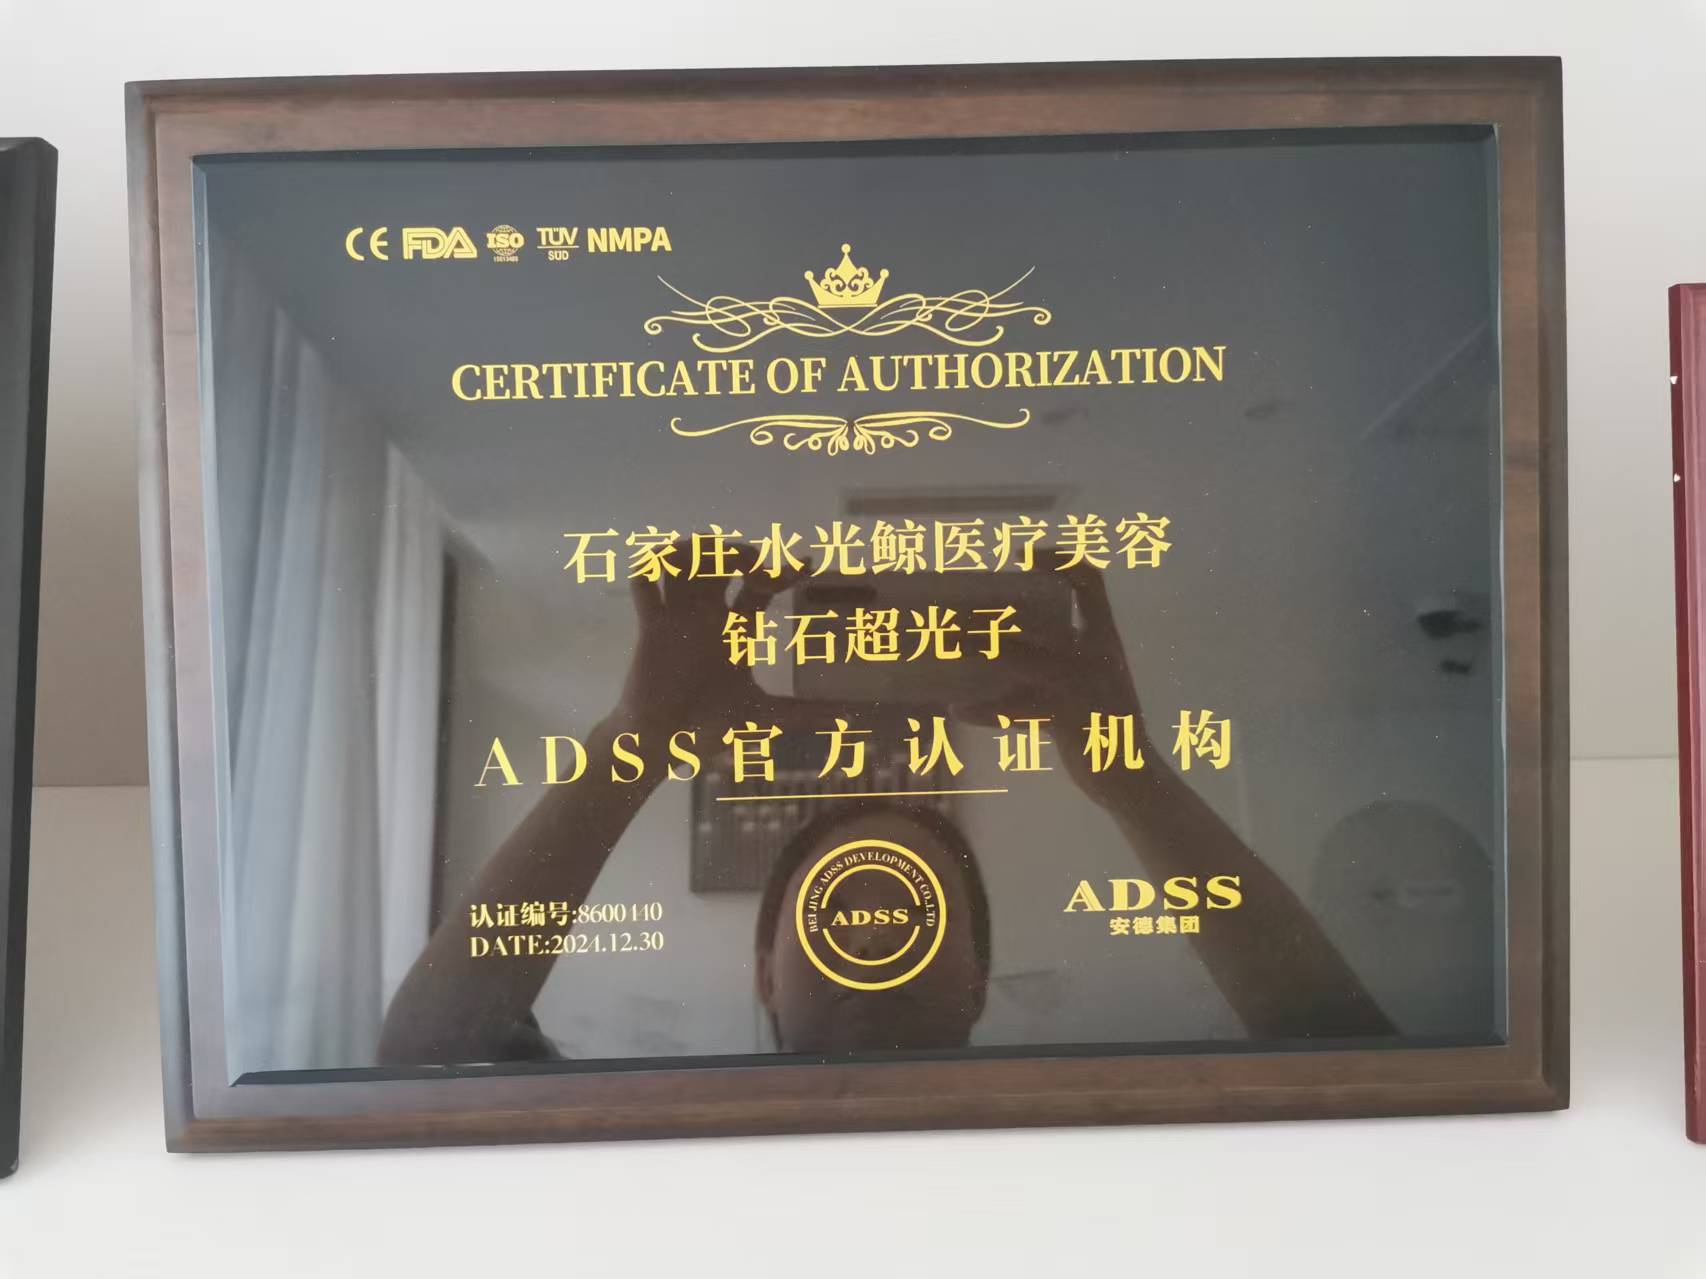 CE FDA ISO TÜV SÜD NMPA
CERTIFICATE OF AUTHORIZATION
石家庄水光鲸医疗美容
钻石超光子
ADSS官方认证机构
认证编号:8600440
DATE:2024.12.30
BEIJING ADSS DEVELOPMENT CO.,LTD
ADSS
ADSS
安德集团